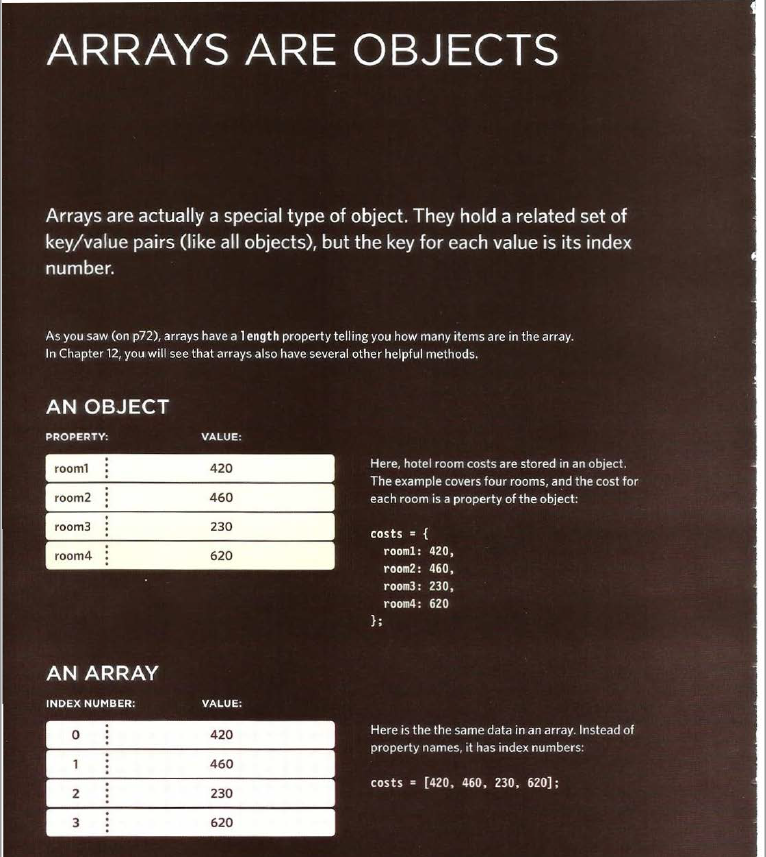 ARRAYS ARE OBJECTS
Arrays are actually a special type of object. They hold a related set of
key/value pairs (like all objects), but the key for each value is its index
number.
As you saw (on p72), arrays have a length property telling you how many items are in the array.
In Chapter 12, you will see that arrays also have several other helpful methods.
AN OBJECT
PROPERTY: VALUE:
room1 420
room2 460
room3 230
room4 620
Here, hotel room costs are stored in an object.
The example covers four rooms, and the cost for
each room is a property of the object:
costs = {
room1: 420,
room2: 460,
room3: 230,
room4: 620
};
AN ARRAY
INDEX NUMBER: VALUE:
0 420
1 460
2 230
3 620
Here is the the same data in an array. Instead of
property names, it has index numbers:
costs = [420, 460, 230, 620];